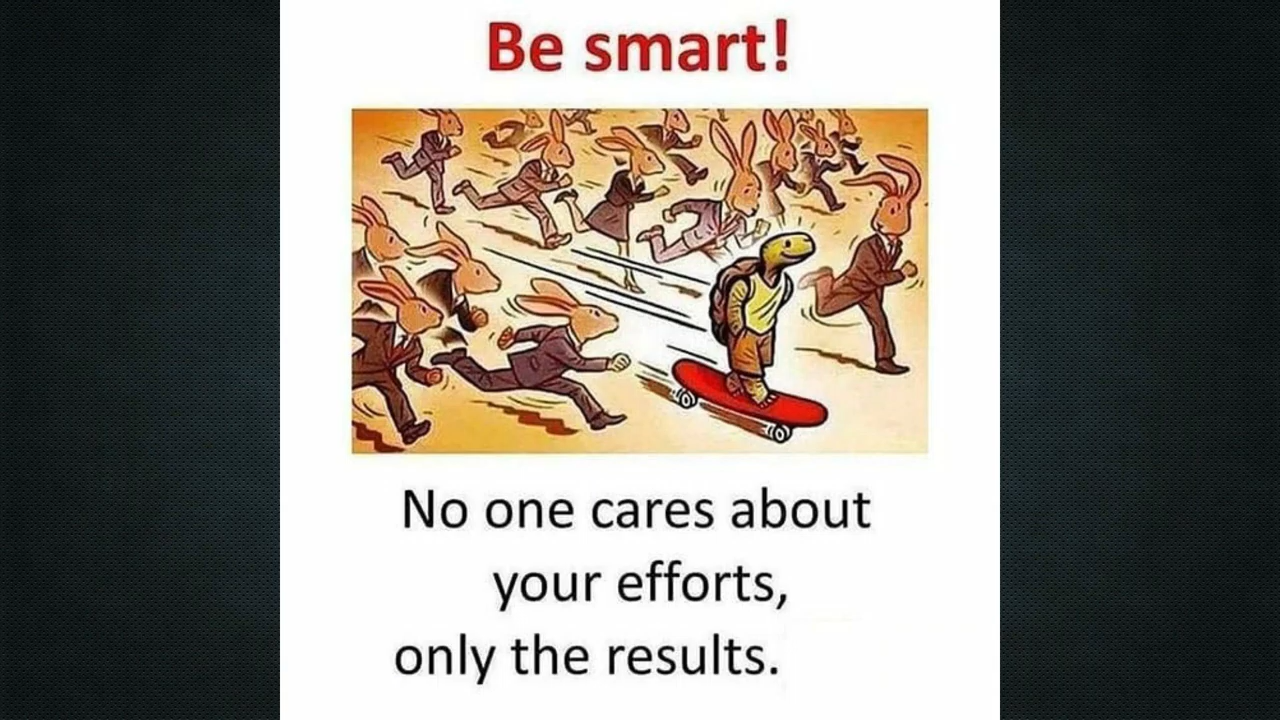 Be smart!
No one cares about
your efforts,
only the results.